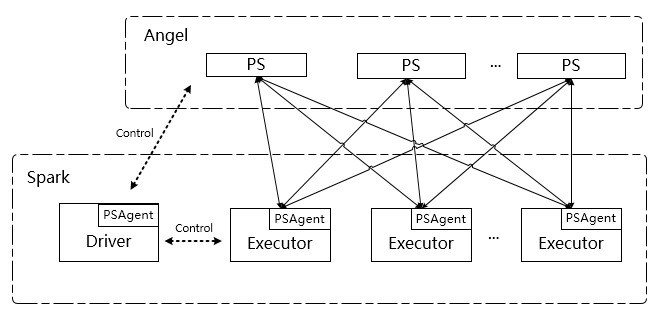 Angel
PS
PS
...
PS
Control
Spark
PSAgent
Driver
Control
PSAgent
Executor
PSAgent
Executor
...
PSAgent
Executor